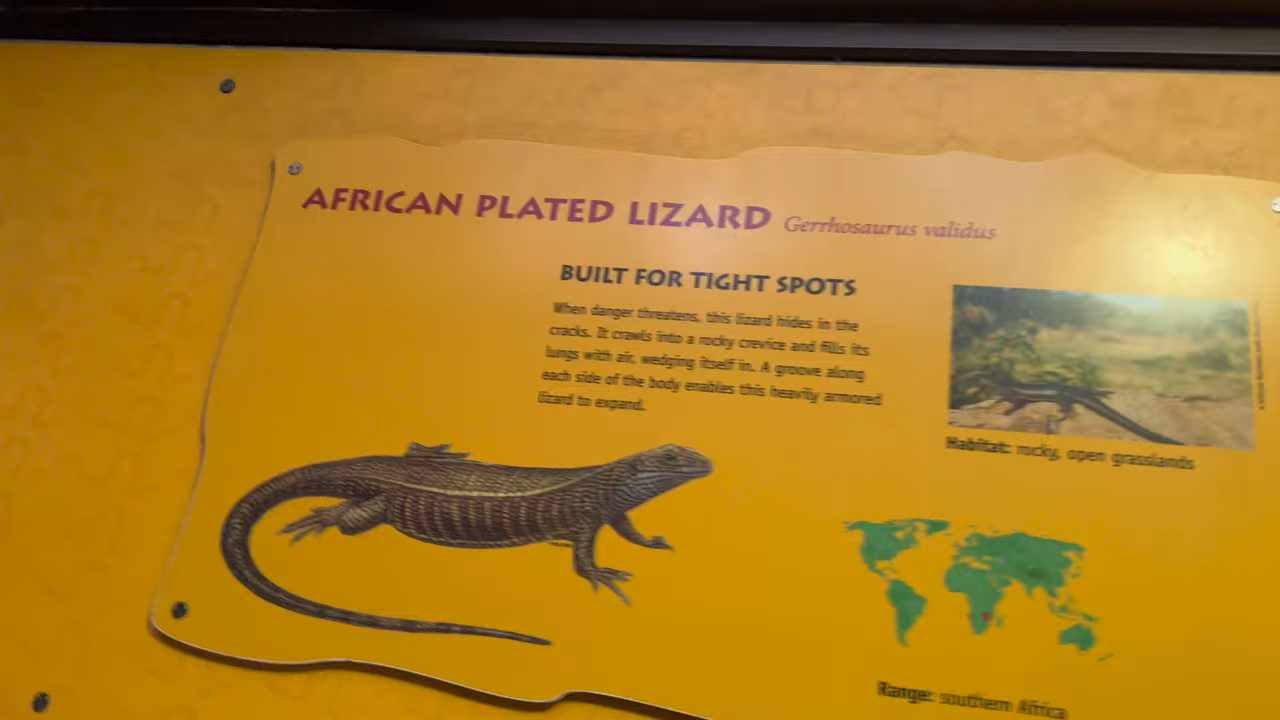 AFRICAN PLATED LIZARD Gerrhosaurus validus
BUILT FOR TIGHT SPOTS
When danger threatens, this lizard hides in the
cracks. It crawls into a rocky crevice and fills its
lungs with air, wedging itself in. A groove along
each side of the body enables this heavily armored
lizard to expand.
Habitat: rocky, open grasslands
Range: southern Africa